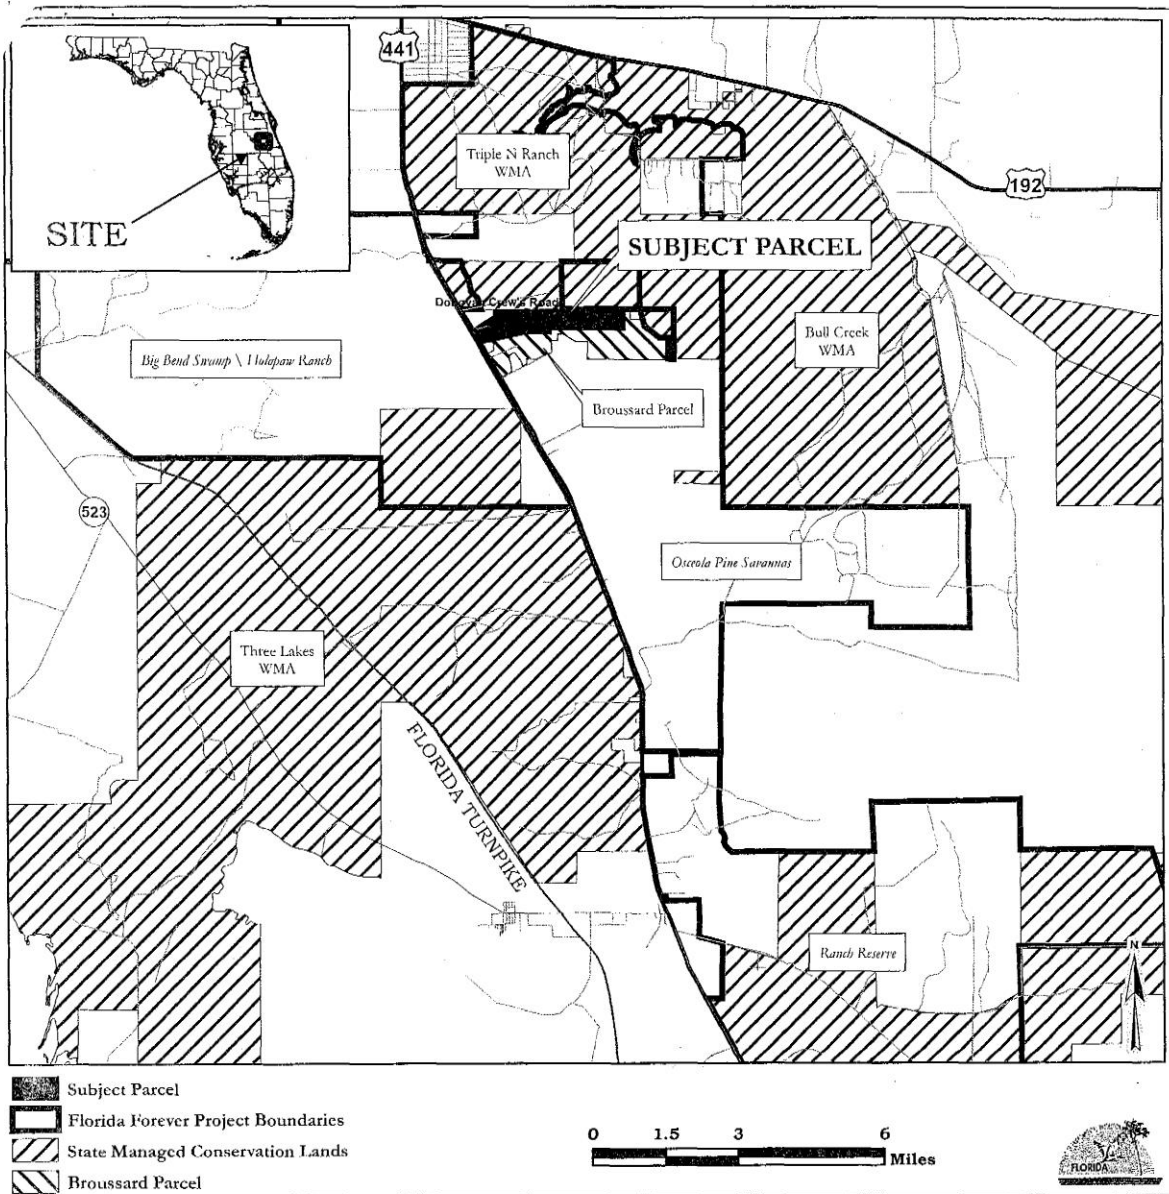 441
Triple N Ranch
WMA
192
SITE
SUBJECT PARCEL
Donovan Crew's Road
Big Bend Swamp \ Holopaw Ranch
Bull Creek
WMA
Broussard Parcel
523
Osceola Pine Savannas
Three Lakes
WMA
FLORIDA TURNPIKE
Ranch Reserve
N
Subject Parcel
Florida Forever Project Boundaries
State Managed Conservation Lands
Broussard Parcel
0 1.5 3 6
Miles
FLORIDA